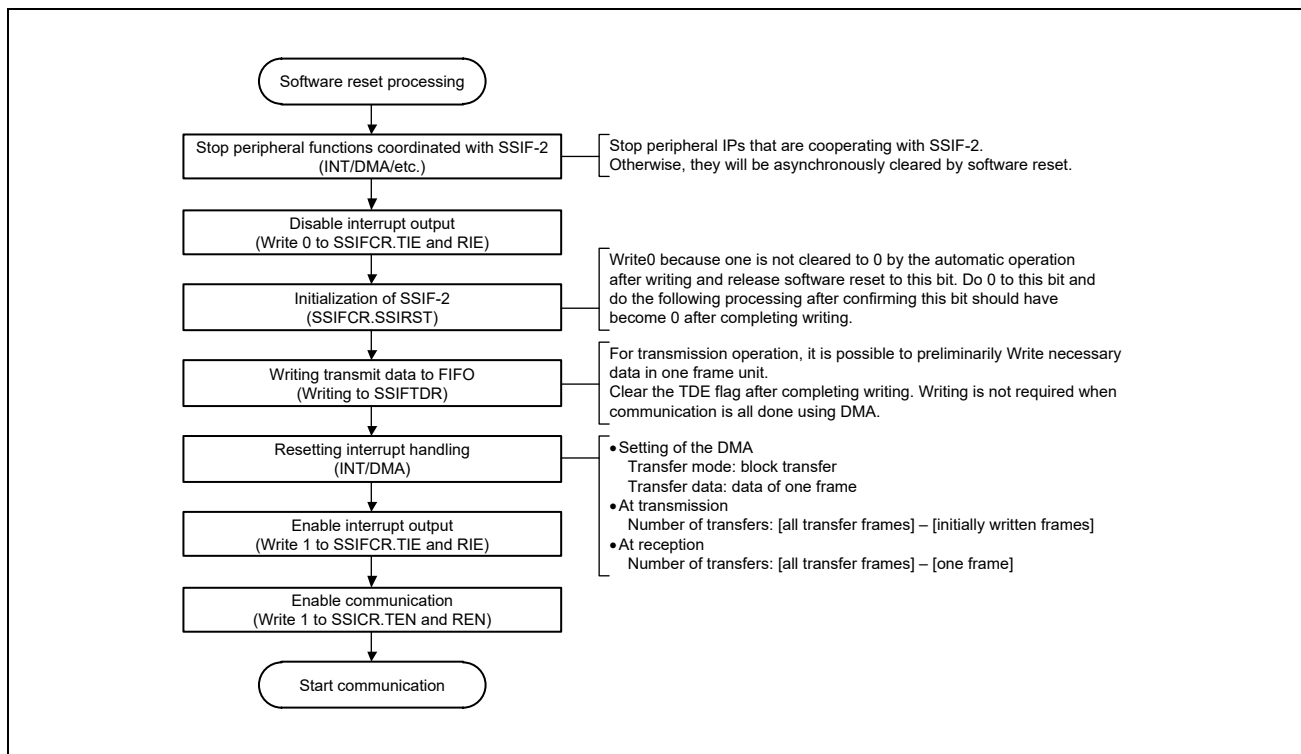 Software reset processing
Stop peripheral functions coordinated with SSIF-2
(INT/DMA/etc.)
Stop peripheral IPs that are cooperating with SSIF-2.
Otherwise, they will be asynchronously cleared by software reset.
Disable interrupt output
(Write 0 to SSIFCR.TIE and RIE)
Initialization of SSIF-2
(SSIFCR.SSIRST)
Write0 because one is not cleared to 0 by the automatic operation
after writing and release software reset to this bit. Do 0 to this bit and
do the following processing after confirming this bit should have
become 0 after completing writing.
Writing transmit data to FIFO
(Writing to SSIFTDR)
For transmission operation, it is possible to preliminarily Write necessary
data in one frame unit.
Clear the TDE flag after completing writing. Writing is not required when
communication is all done using DMA.
Resetting interrupt handling
(INT/DMA)
•Setting of the DMA
Transfer mode: block transfer
Transfer data: data of one frame
•At transmission
Number of transfers: [all transfer frames] – [initially written frames]
•At reception
Number of transfers: [all transfer frames] – [one frame]
Enable interrupt output
(Write 1 to SSIFCR.TIE and RIE)
Enable communication
(Write 1 to SSICR.TEN and REN)
Start communication